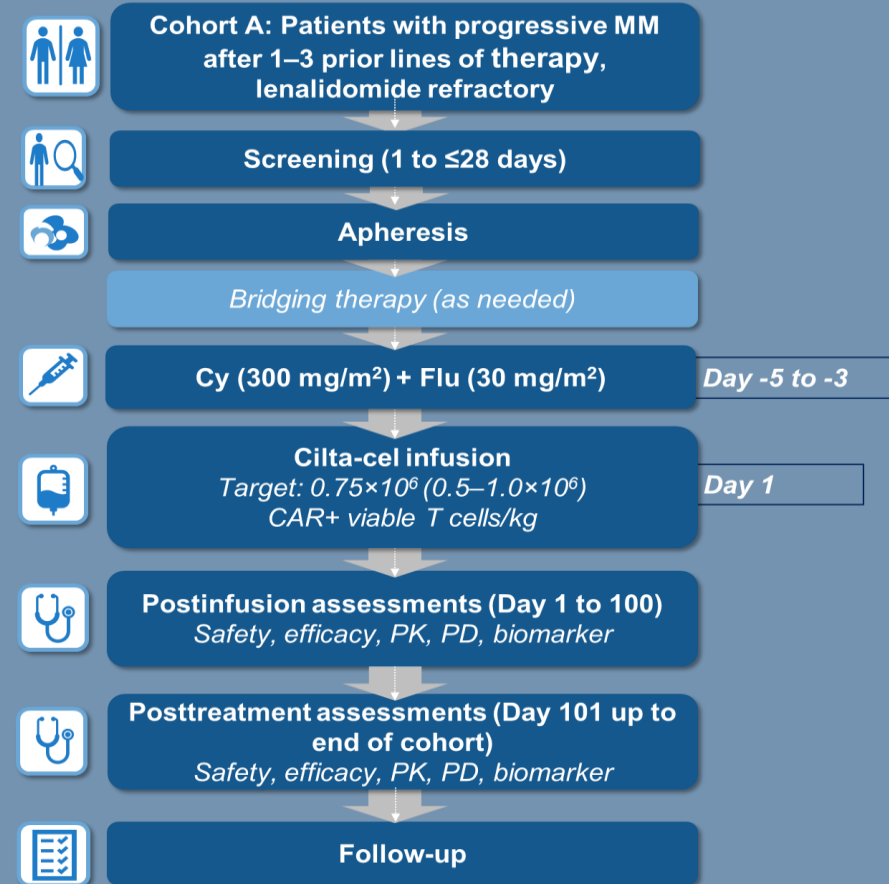 Cohort A: Patients with progressive MM
after 1–3 prior lines of therapy,
lenalidomide refractory
Screening (1 to ≤28 days)
Apheresis
Bridging therapy (as needed)
Cy (300 mg/m²) + Flu (30 mg/m²)
Day -5 to -3
Cilta-cel infusion
Target: 0.75×10⁶ (0.5–1.0×10⁶)
CAR+ viable T cells/kg
Day 1
Postinfusion assessments (Day 1 to 100)
Safety, efficacy, PK, PD, biomarker
Posttreatment assessments (Day 101 up to
end of cohort)
Safety, efficacy, PK, PD, biomarker
Follow-up